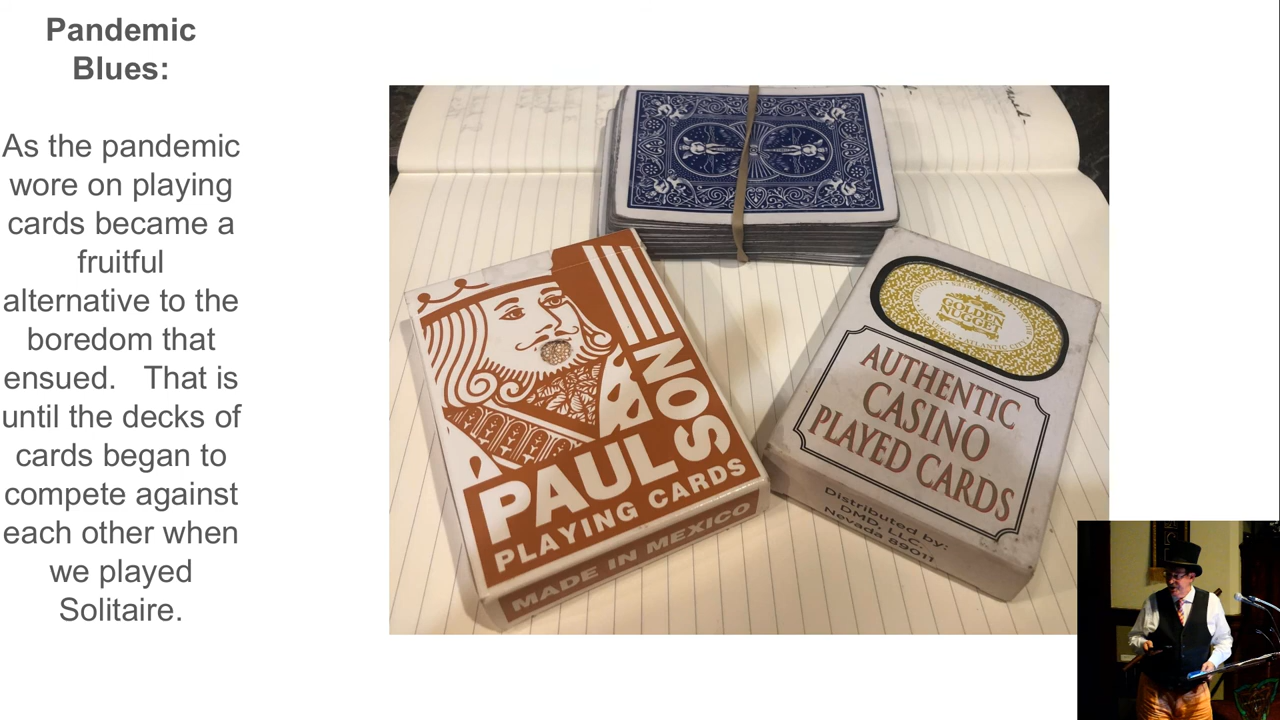 Pandemic
Blues:
As the pandemic
wore on playing
cards became a
fruitful
alternative to the
boredom that
ensued.   That is
until the decks of
cards began to
compete against
each other when
we played
Solitaire.
PAULSON
PLAYING CARDS
MADE IN MEXICO
GOLDEN
NUGGET
AUTHENTIC
CASINO
PLAYED CARDS
Distributed by:
DMD, LLC.
Nevada 89011